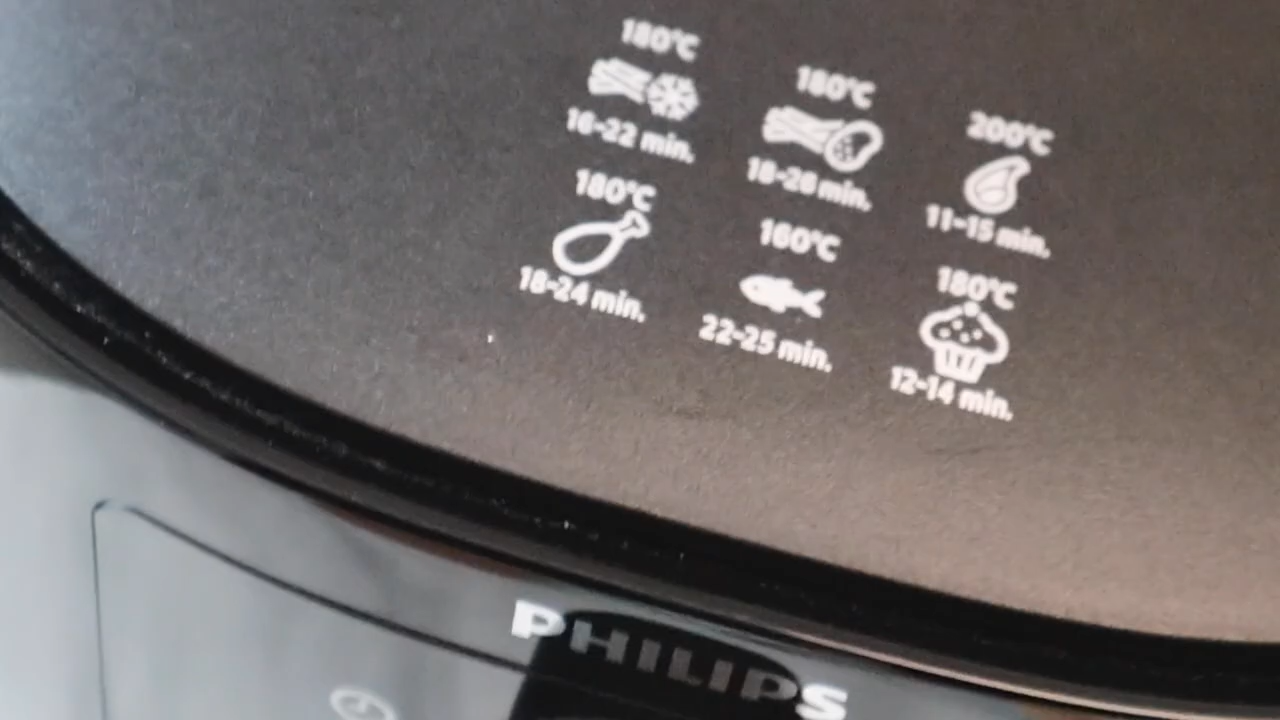 180°C
16-22 min.
180°C
18-28 min.
200°C
11-15 min.
180°C
18-24 min.
160°C
22-25 min.
180°C
12-14 min.
PHILIPS